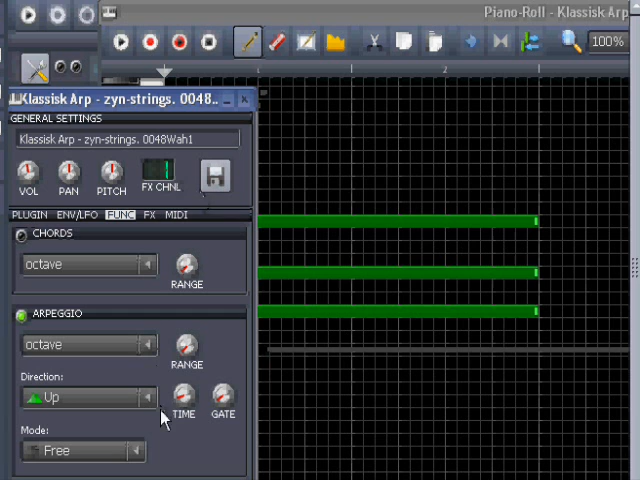 Piano-Roll - Klassisk Arp
100%
2
Klassisk Arp - zyn-strings. 0048..
GENERAL SETTINGS
Klassisk Arp - zyn-strings. 0048Wah1
1
VOL PAN PITCH FX CHNL
PLUGIN ENV/LFO FUNC FX MIDI
CHORDS
octave
RANGE
ARPEGGIO
octave
RANGE
Direction:
Up
TIME GATE
Mode:
Free